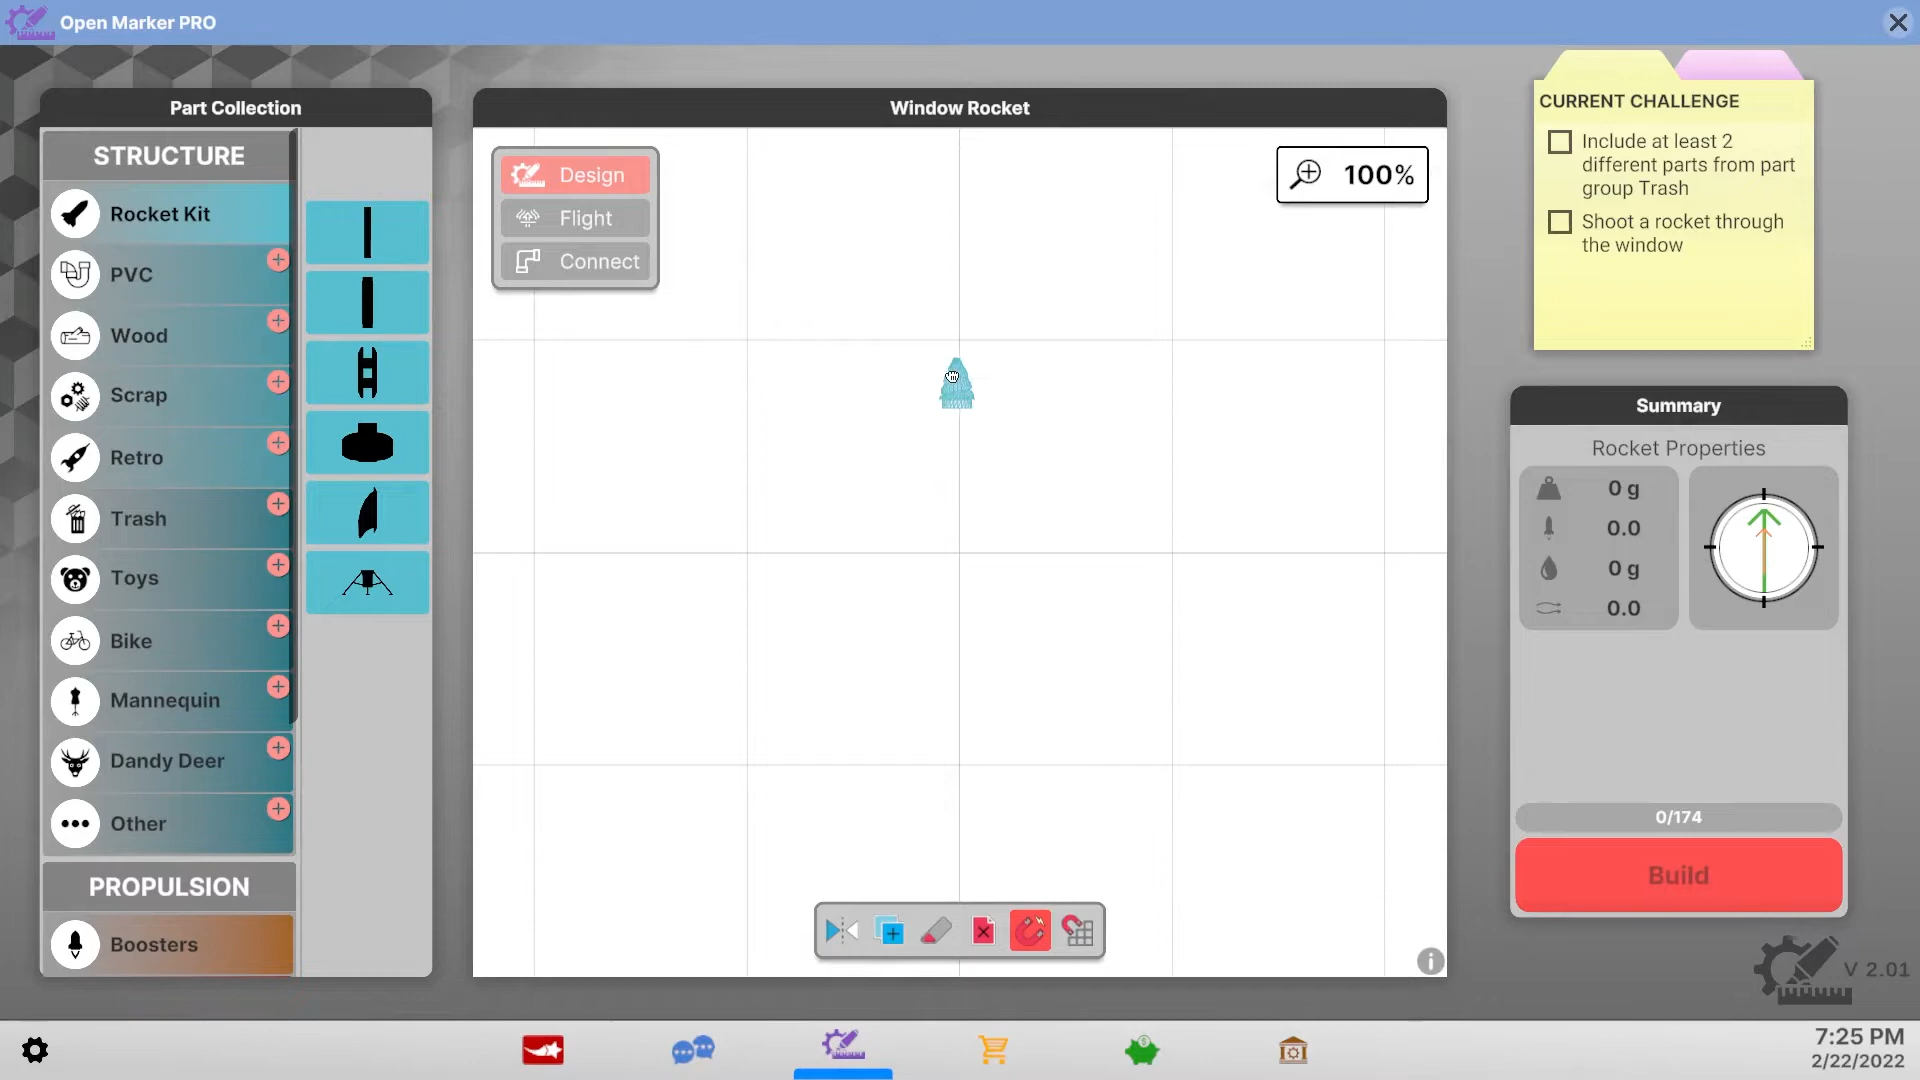 Open Marker PRO
Part Collection
STRUCTURE
Rocket Kit
PVC
Wood
Scrap
Retro
Trash
Toys
Bike
Mannequin
Dandy Deer
Other
PROPULSION
Boosters
Window Rocket
Design
Flight
Connect
100%
CURRENT CHALLENGE
Include at least 2
different parts from part
group Trash
Shoot a rocket through
the window
Summary
Rocket Properties
0 g
0.0
0 g
0.0
0/174
Build
V 2.01
7:25 PM
2/22/2022